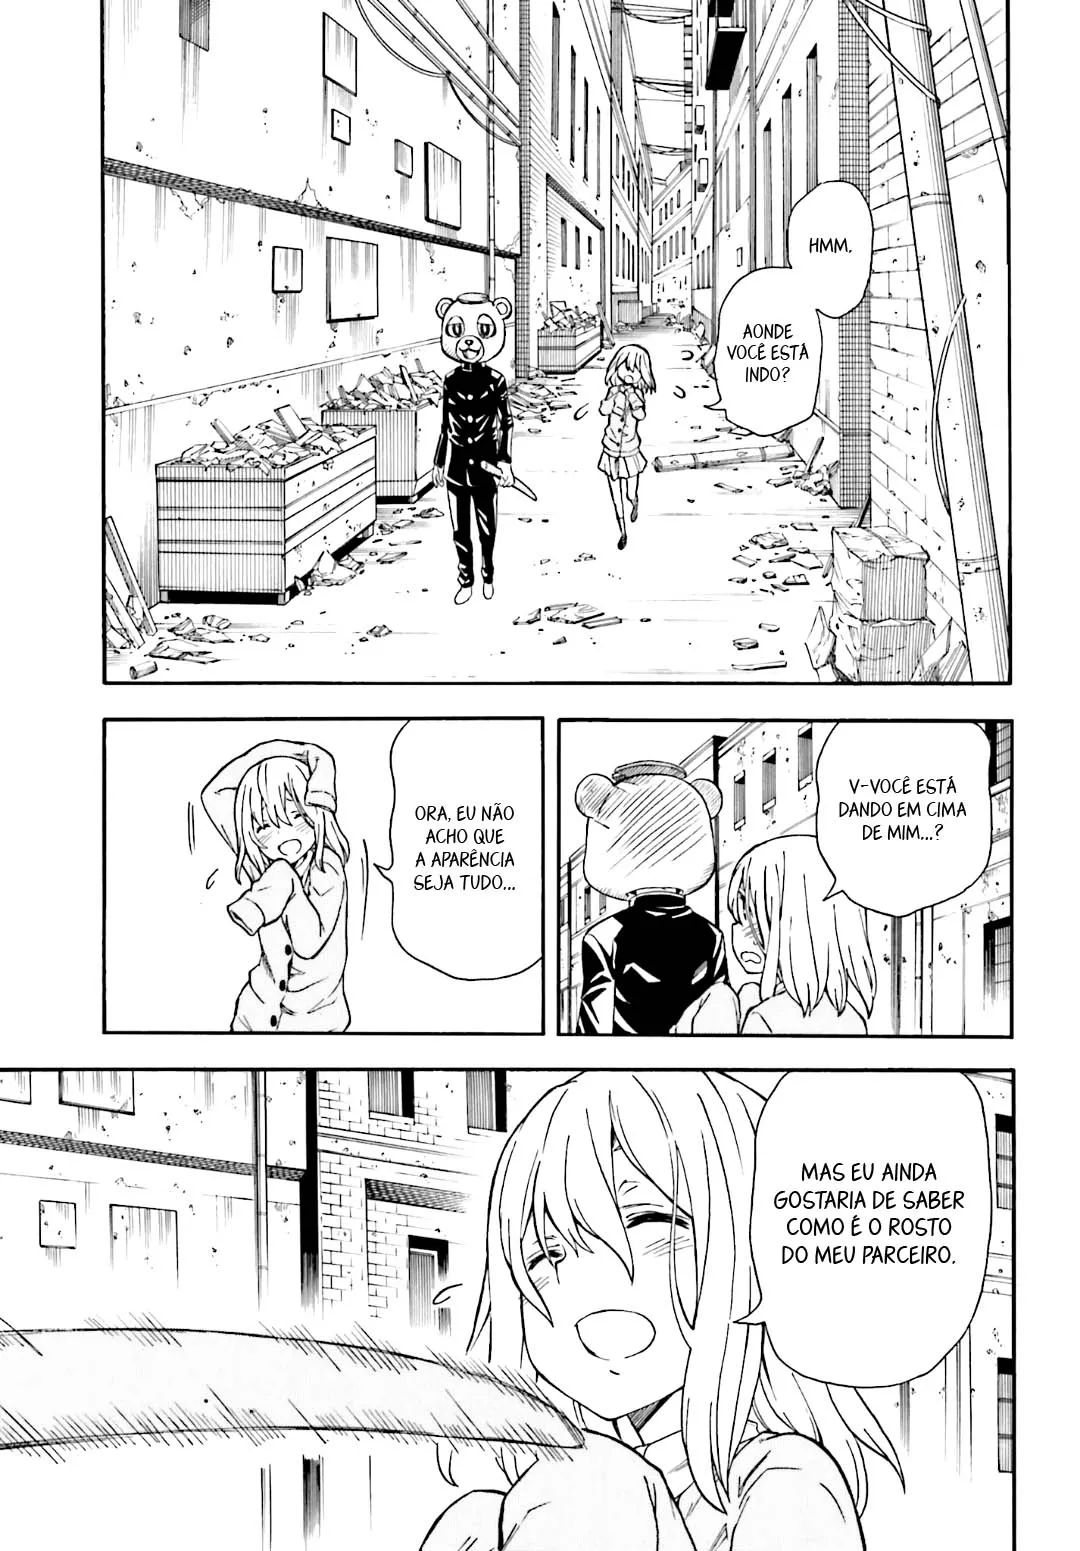 HMM.
AONDE
VOCÊ ESTÁ
INDO?
V-VOCÊ ESTÁ
DANDO EM CIMA
DE MIM...?
ORA, EU NÃO
ACHO QUE
A APARÊNCIA
SEJA TUDO...
MAS EU AINDA
GOSTARIA DE SABER
COMO É O ROSTO
DO MEU PARCEIRO.